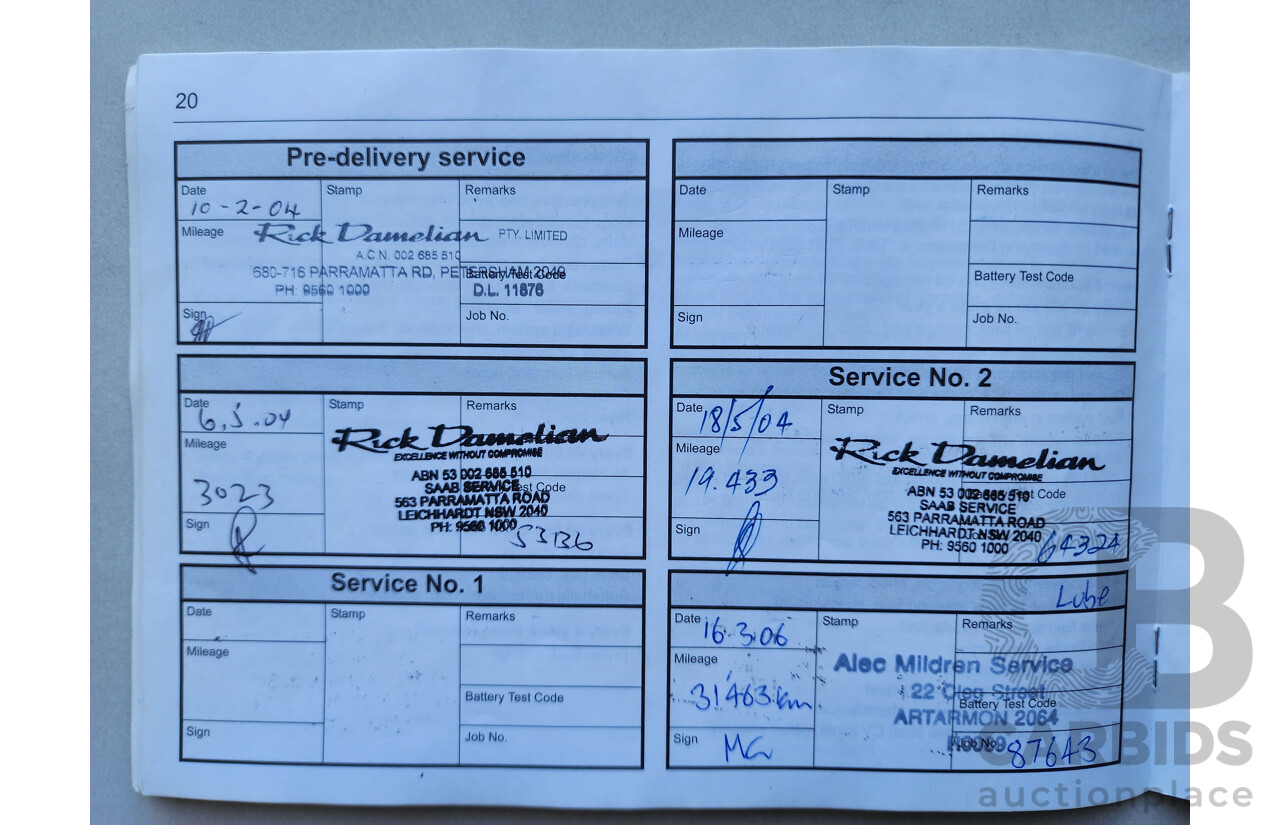 20
Pre-delivery service
Date
10-2-04
Stamp
Remarks
Mileage
Rick Damelian PTY. LIMITED
A.C.N. 002 685 510
680-716 PARRAMATTA RD, PETERSHAM 2049
Battery Test Code
PH: 9560 1000
D.L. 11876
Sign
Job No.
Date
Stamp
Remarks
Mileage
Battery Test Code
Sign
Job No.
Date
Stamp
Remarks
Mileage
Rick Damelian
EXCELLENCE WITHOUT COMPROMISE
ABN 53 002 685 510
SAAB SERVICE
Test Code
563 PARRAMATTA ROAD
LEICHHARDT NSW 2040
PH: 9560 1000
3023
Sign
Service No. 2
Date
18/5/04
Stamp
Remarks
Mileage
19.433
Rick Damelian
EXCELLENCE WITHOUT COMPROMISE
ABN 53 002 685 510
Test Code
SAAB SERVICE
563 PARRAMATTA ROAD
LEICHHARDT NSW 2040
PH: 9560 1000
64324
Sign
Service No. 1
Date
Stamp
Remarks
Mileage
Battery Test Code
Sign
Job No.
Lube
Date
16.3.06
Stamp
Remarks
Mileage
31463km
Alec Mildren Service
22 Cleg Street
Battery Test Code
ARTARMON 2064
Job No.
87643
Sign
MG
CARBIDS
auctionplace